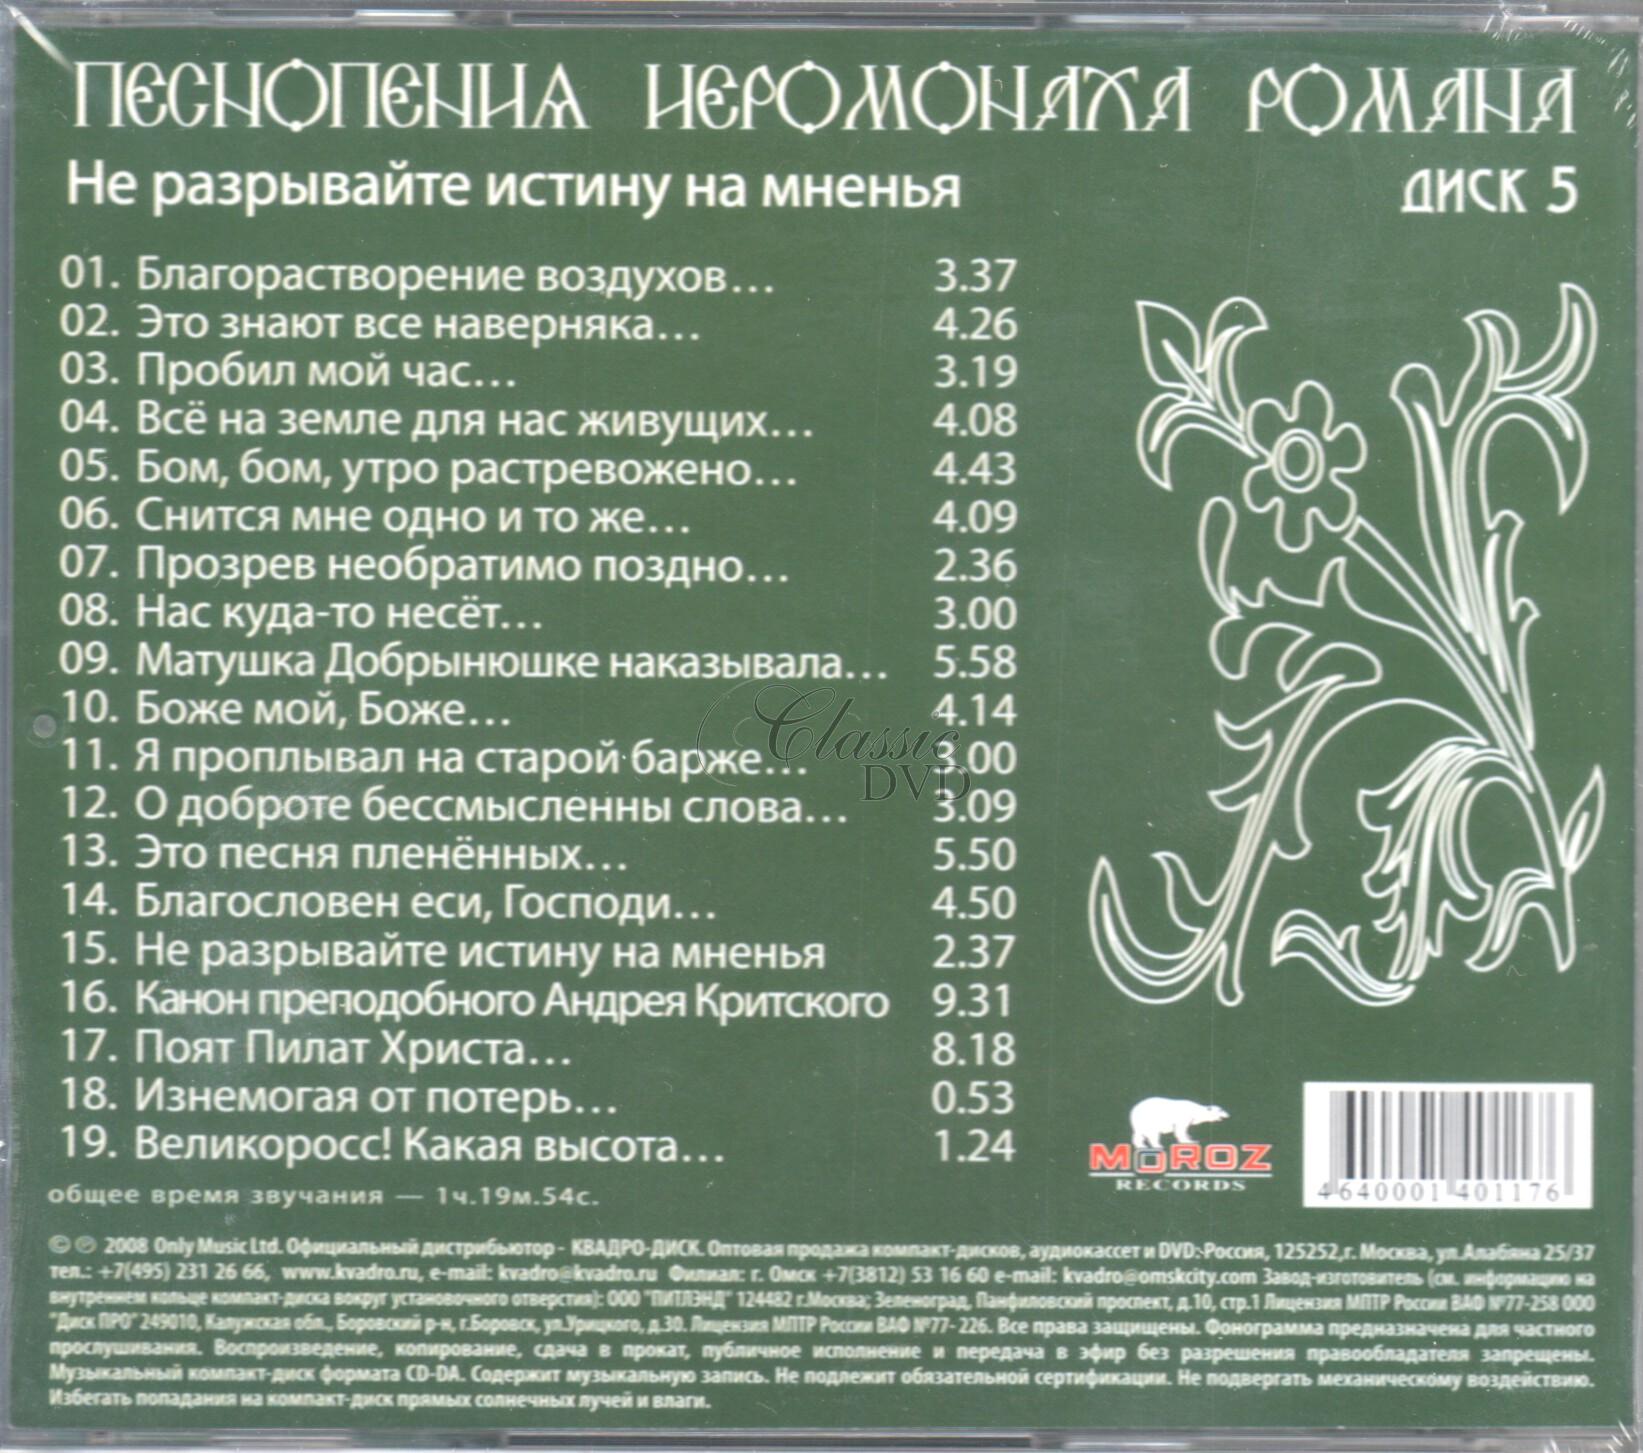 ПЕСНОПЕНИЯ ИЕРОМОНАХА РОМАНА
Не разрывайте истину на мненья ДИСК 5
01. Благорастворение воздухов... 3.37
02. Это знают все наверняка... 4.26
03. Пробил мой час... 3.19
04. Всё на земле для нас живущих... 4.08
05. Бом, бом, утро растревожено... 4.43
06. Снится мне одно и то же... 4.09
07. Прозрев необратимо поздно... 2.36
08. Нас куда-то несёт... 3.00
09. Матушка Добрынюшке наказывала... 5.58
10. Боже мой, Боже... 4.14
11. Я проплывал на старой барже... 3.00
12. О доброте бессмысленны слова... 3.09
13. Это песня пленённых... 5.50
14. Благословен еси, Господи... 4.50
15. Не разрывайте истину на мненья 2.37
16. Канон преподобного Андрея Критского 9.31
17. Поят Пилат Христа... 8.18
18. Изнемогая от потерь... 0.53
19. Великоросс! Какая высота... 1.24
общее время звучания — 1ч.19м.54с.
Classic
DVD
MOROZ
RECORDS
4 640001 401176
© ℗ 2008 Only Music Ltd. Официальный дистрибьютор - КВАДРО-ДИСК. Оптовая продажа компакт-дисков, аудиокассет и DVD: Россия, 125252,г. Москва, ул.Алабяна 25/37
тел.: +7(495) 231 26 66, www.kvadro.ru, e-mail: kvadro@kvadro.ru Филиал: г. Омск +7(3812) 53 16 60 e-mail: kvadro@omskcity.com Завод-изготовитель (см. информацию на
внутреннем кольце компакт-диска вокруг установочного отверстия): ООО "ПИТЛЭНД" 124482 г.Москва; Зеленоград, Панфиловский проспект, д.10, стр.1 Лицензия МПТР России ВАФ №77-258 ООО
"Диск ПРО" 249010, Калужская обл., Боровский р-н, г.Боровск, ул.Урицкого, д.30. Лицензия МПТР России ВАФ №77- 226. Все права защищены. Фонограмма предназначена для частного
прослушивания. Воспроизведение, копирование, сдача в прокат, публичное исполнение и передача в эфир без разрешения правообладателя запрещены.
Музыкальный компакт-диск формата CD-DA. Содержит музыкальную запись. Не подлежит обязательной сертификации. Не подвергать механическому воздействию.
Избегать попадания на компакт-диск прямых солнечных лучей и влаги.